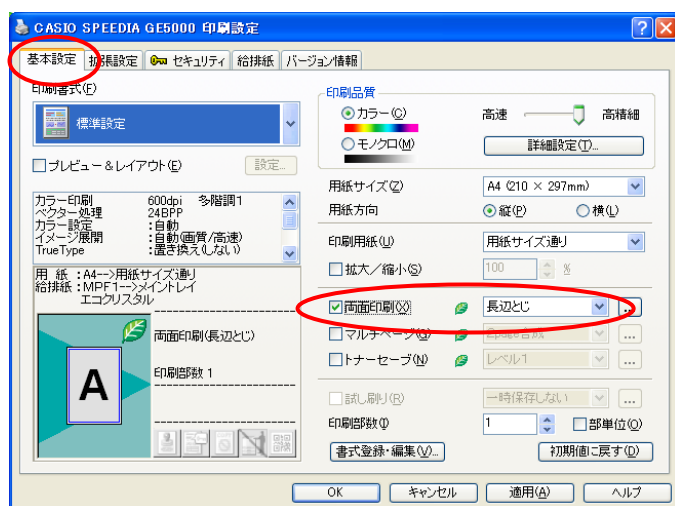 CASIO SPEEDIA GE5000 印刷設定
基本設定 拡張設定 セキュリティ 給排紙 バージョン情報
印刷書式(F)
標準設定
プレビュー&レイアウト(E) 設定...
カラー印刷 600dpi 多階調1
ベクター処理 24BPP
カラー設定 :自動
イメージ展開 :自動(画質/高速)
TrueType :置き換え(しない)
用 紙 :A4-->用紙サイズ通り
給排紙 :MPF1-->メイントレイ
エコクリスタル
両面印刷(長辺とじ)
印刷部数 1
A
印刷品質
カラー(C) 高速 高精細
モノクロ(M) 詳細設定(T)...
用紙サイズ(Z) A4 (210 × 297mm)
用紙方向 縦(P) 横(L)
印刷用紙(U) 用紙サイズ通り
拡大/縮小(S) 100 %
両面印刷(X) 長辺とじ ...
マルチページ(G) ...
トナーセーブ(N) レベル1 ...
試し刷り(R) 一時保存しない ...
印刷部数(I) 1 部単位(O)
書式登録・編集(V)... 初期値に戻す(D)
OK キャンセル 適用(A) ヘルプ